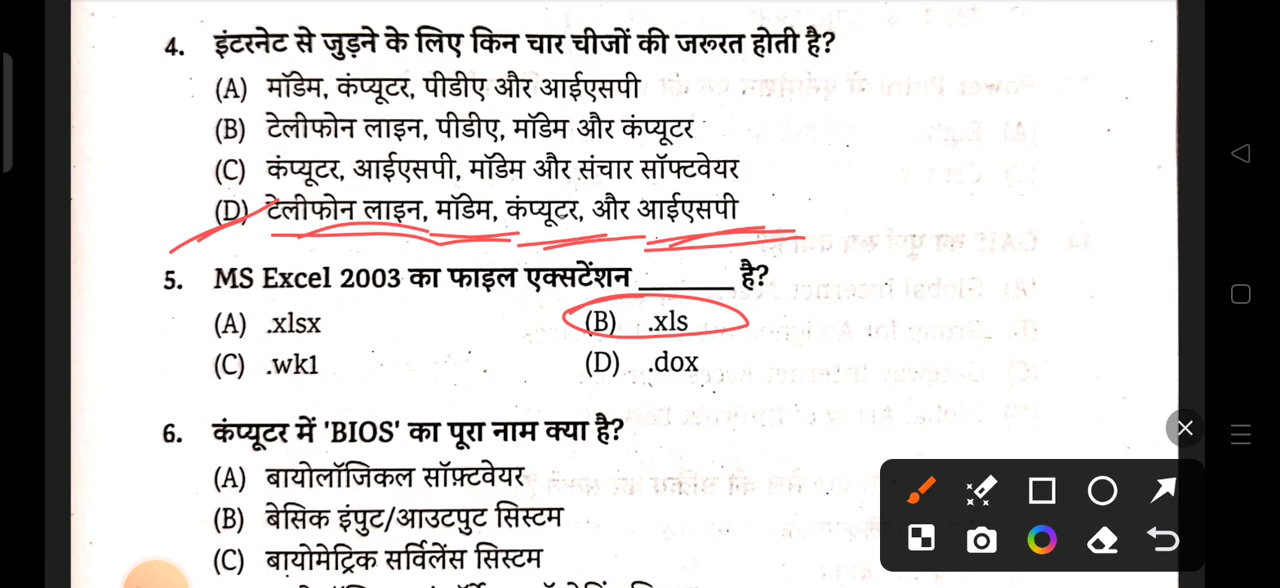 4. इंटरनेट से जुड़ने के लिए किन चार चीजों की जरूरत होती है?
(A) मॉडेम, कंप्यूटर, पीडीए और आईएसपी
(B) टेलीफोन लाइन, पीडीए, मॉडेम और कंप्यूटर
(C) कंप्यूटर, आईएसपी, मॉडेम और संचार सॉफ्टवेयर
(D) टेलीफोन लाइन, मॉडेम, कंप्यूटर, और आईएसपी
5. MS Excel 2003 का फाइल एक्सटेंशन _______ है?
(A) .xlsx (B) .xls
(C) .wk1 (D) .dox
6. कंप्यूटर में 'BIOS' का पूरा नाम क्या है?
(A) बायोलॉजिकल सॉफ़्टवेयर
(B) बेसिक इंपुट/आउटपुट सिस्टम
(C) बायोमेट्रिक सर्विलेंस सिस्टम